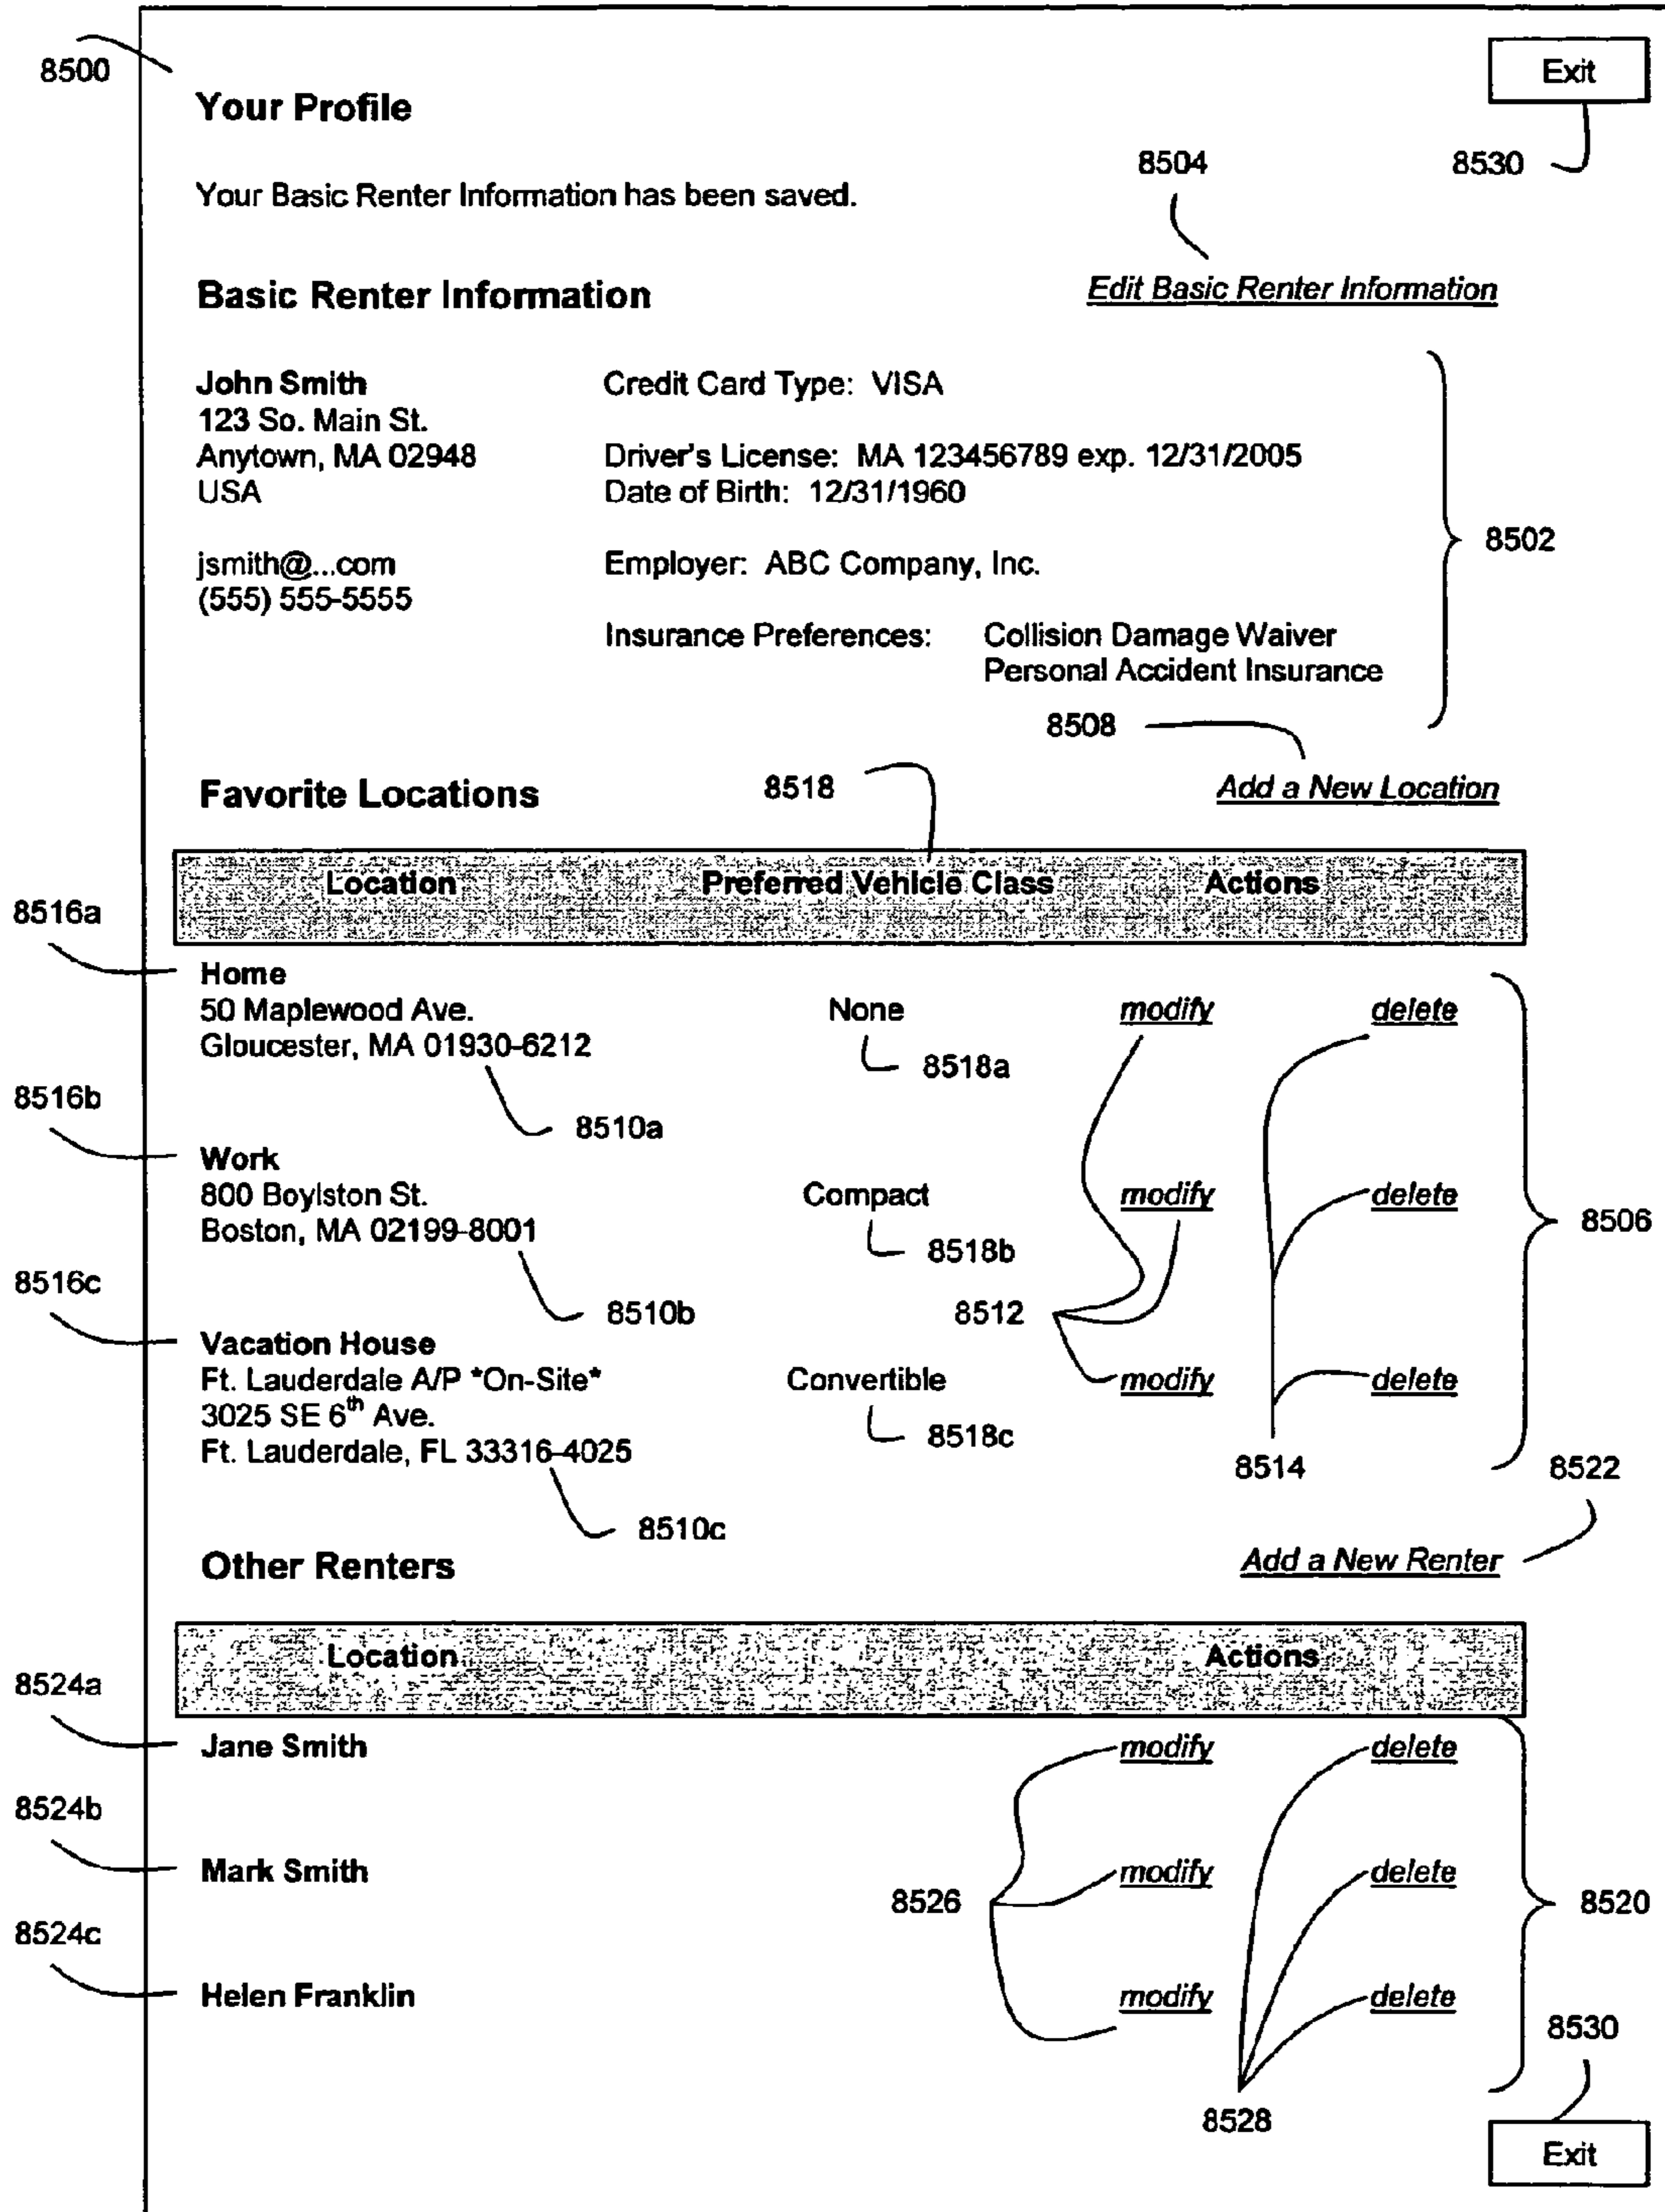 8500
Exit
Your Profile
8504
8530
Your Basic Renter Information has been saved.
Basic Renter Information
Edit Basic Renter Information
John Smith
Credit Card Type: VISA
123 So. Main St.
Anytown, MA 02948
Driver's License: MA 123456789 exp. 12/31/2005
USA
Date of Birth: 12/31/1960
8502
jsmith@...com
Employer: ABC Company, Inc.
(555) 555-5555
Insurance Preferences: Collision Damage Waiver
Personal Accident Insurance
8508
Favorite Locations
8518
Add a New Location
Location Preferred Vehicle Class Actions
8516a
Home
50 Maplewood Ave. None modify delete
Gloucester, MA 01930-6212
8518a
8516b
8510a
Work
800 Boylston St. Compact modify delete
8506
Boston, MA 02199-8001
8518b
8516c
8510b
8512
Vacation House
Ft. Lauderdale A/P *On-Site* Convertible modify delete
3025 SE 6th Ave.
8518c
Ft. Lauderdale, FL 33316-4025
8514
8522
8510c
Other Renters
Add a New Renter
Location Actions
8524a
Jane Smith modify delete
8524b
Mark Smith modify delete
8526
8520
8524c
Helen Franklin modify delete
8530
8528
Exit